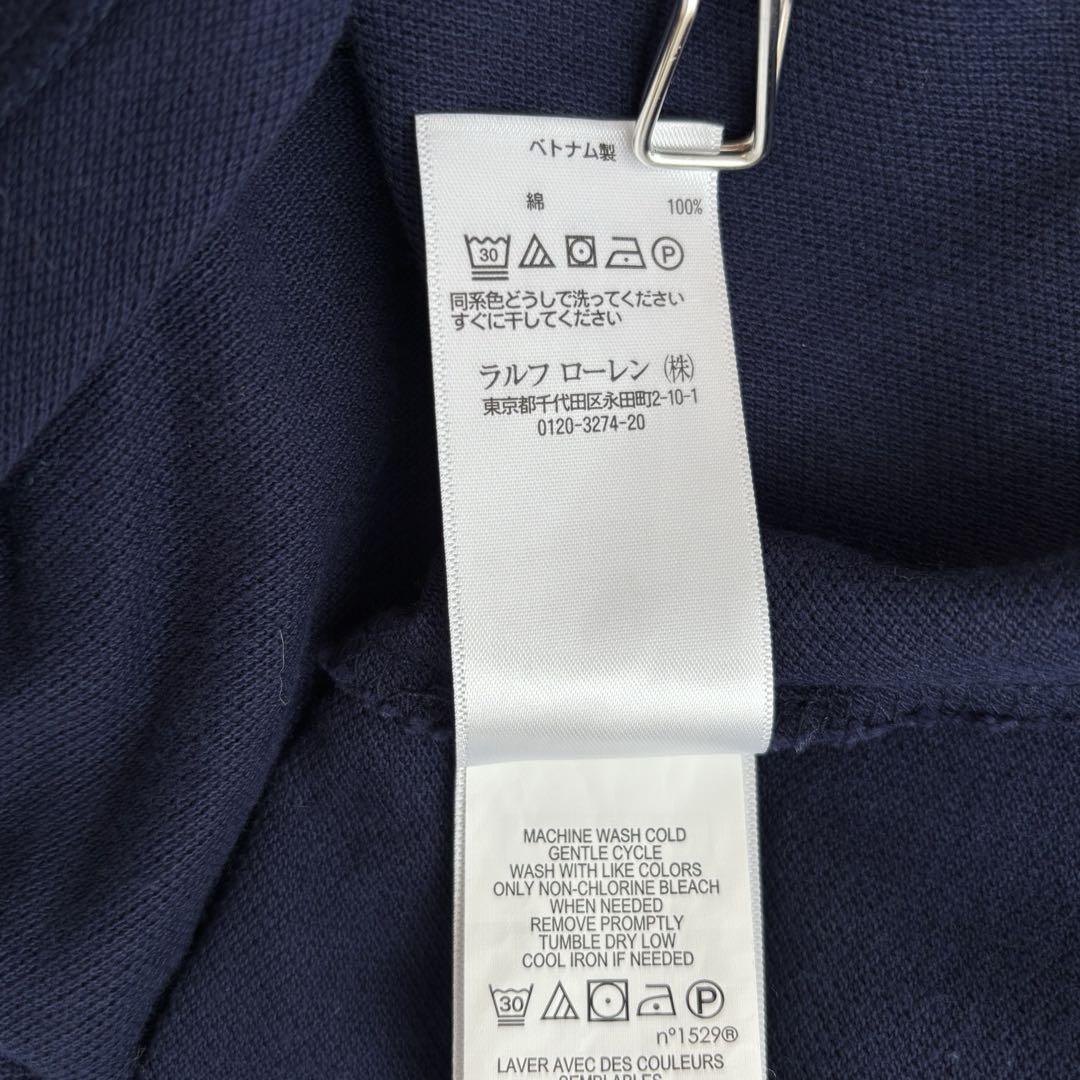 ベトナム製
綿 100%
30 P
同系色どうしで洗ってください
すぐに干してください
ラルフ ローレン (株)
東京都千代田区永田町2-10-1
0120-3274-20
MACHINE WASH COLD
GENTLE CYCLE
WASH WITH LIKE COLORS
ONLY NON-CHLORINE BLEACH
WHEN NEEDED
REMOVE PROMPTLY
TUMBLE DRY LOW
COOL IRON IF NEEDED
30 P
n°1529®
LAVER AVEC DES COULEURS
SEMBLABLES